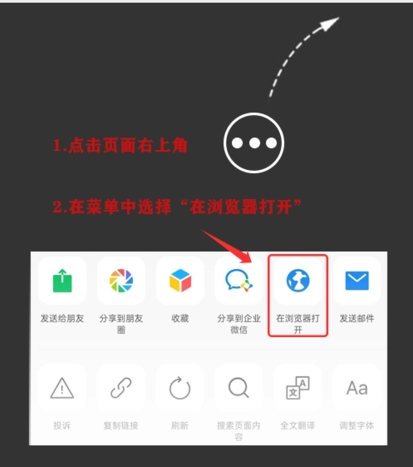 1.点击页面右上角
2.在菜单中选择“在浏览器打开”
发送给朋友
分享到朋友
圈
收藏
分享到企业
微信
在浏览器打
开
发送邮件
投诉
复制链接
刷新
搜索页面内
容
全文翻译
文
A
Aa
调整字体